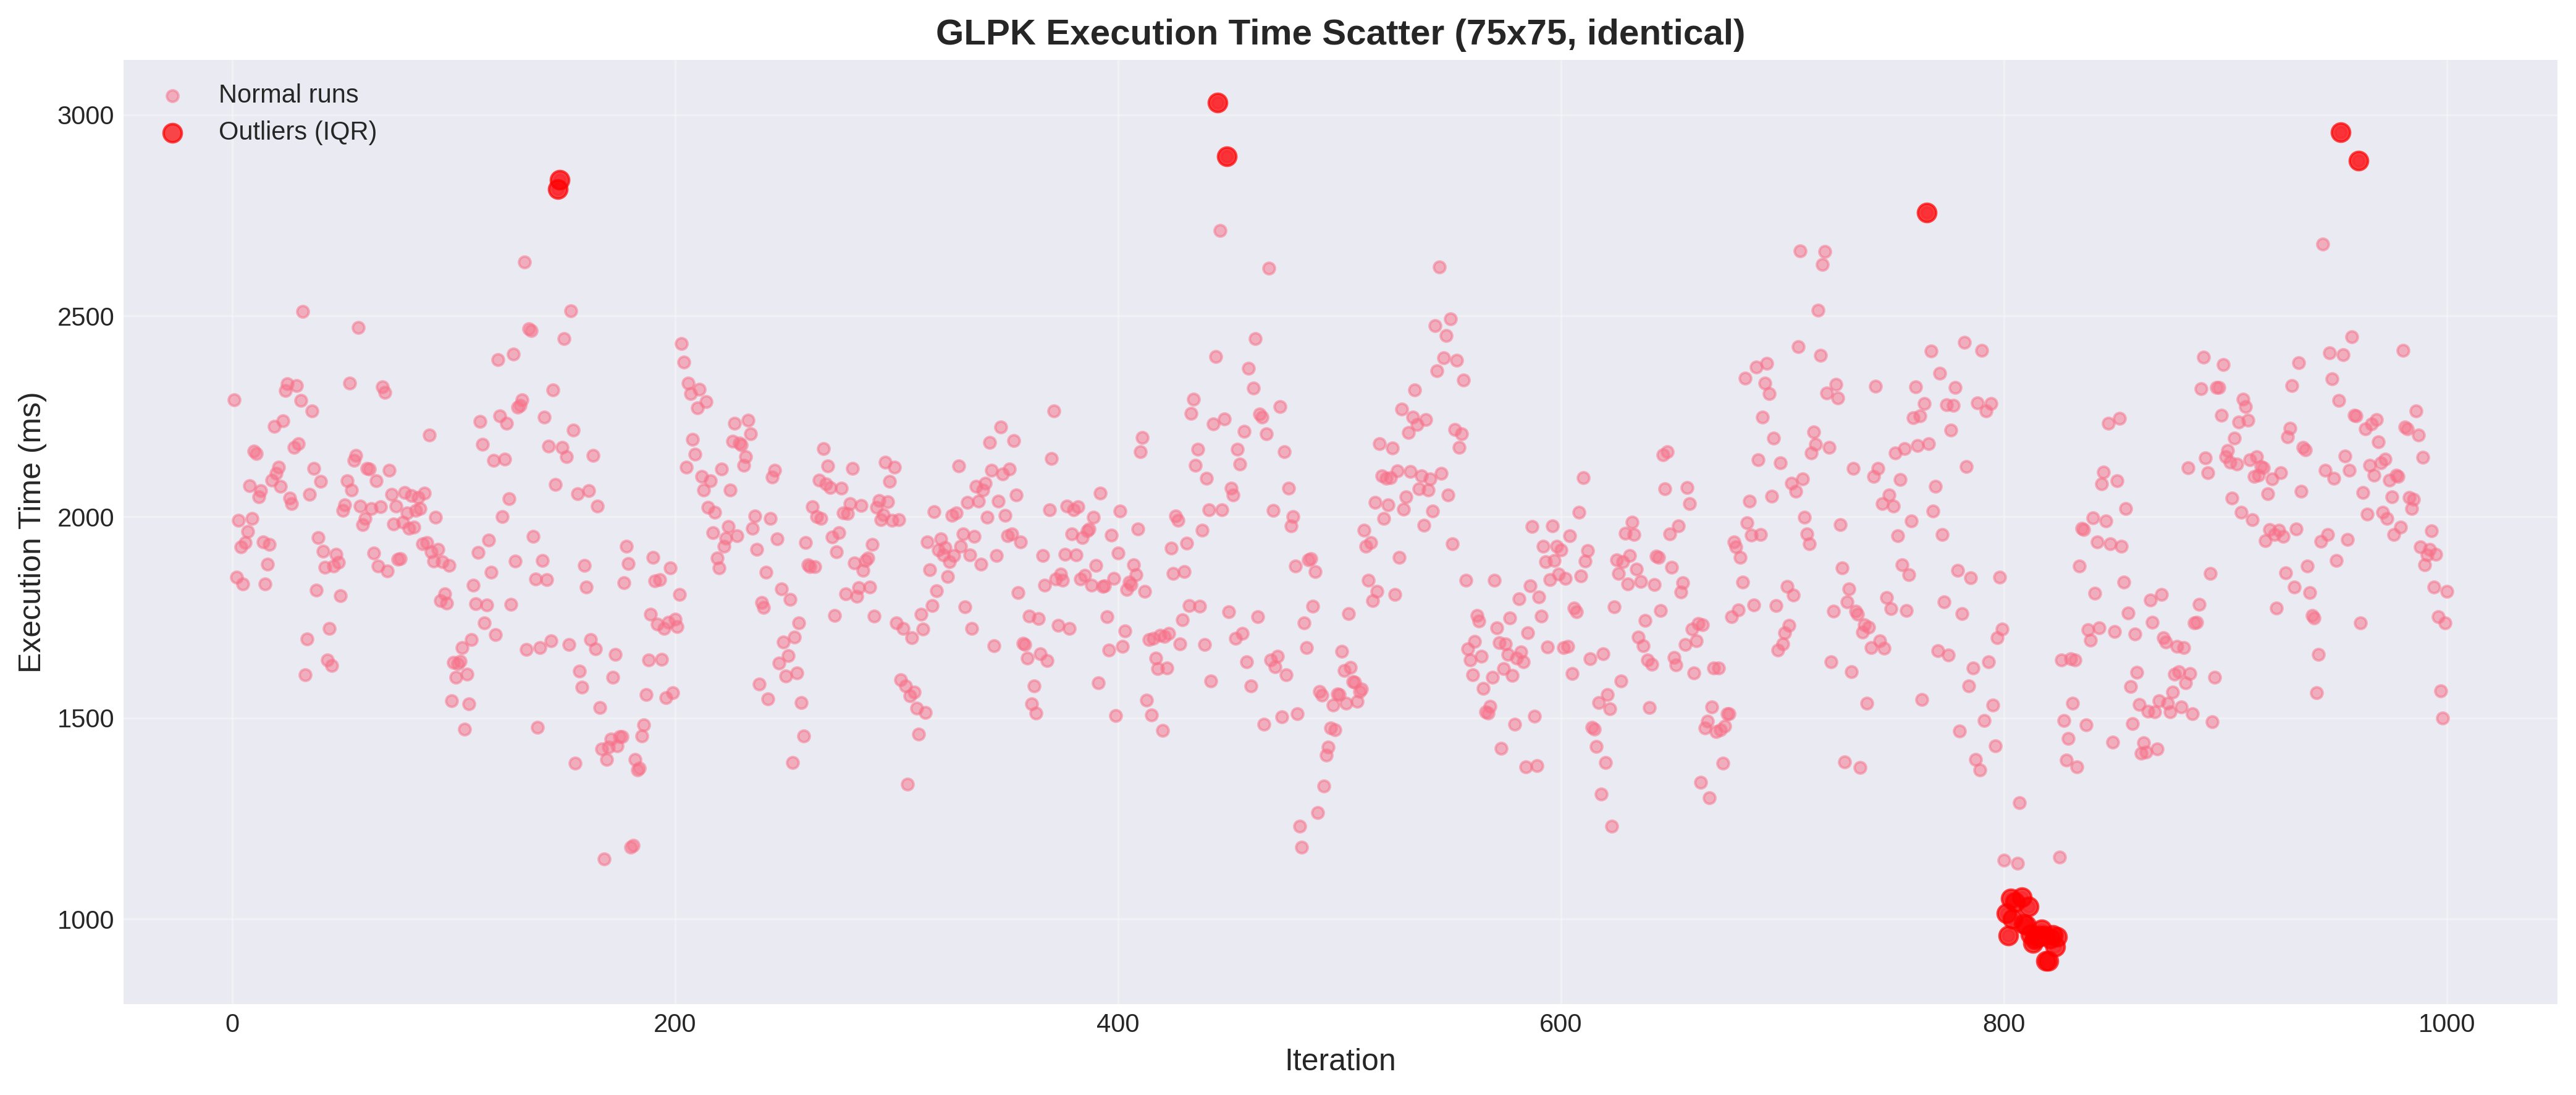 GLPK Execution Time Scatter (75x75, identical)
Normal runs
Outliers (IQR)
Execution Time (ms)
3000
2500
2000
1500
1000
0 200 400 600 800 1000
Iteration